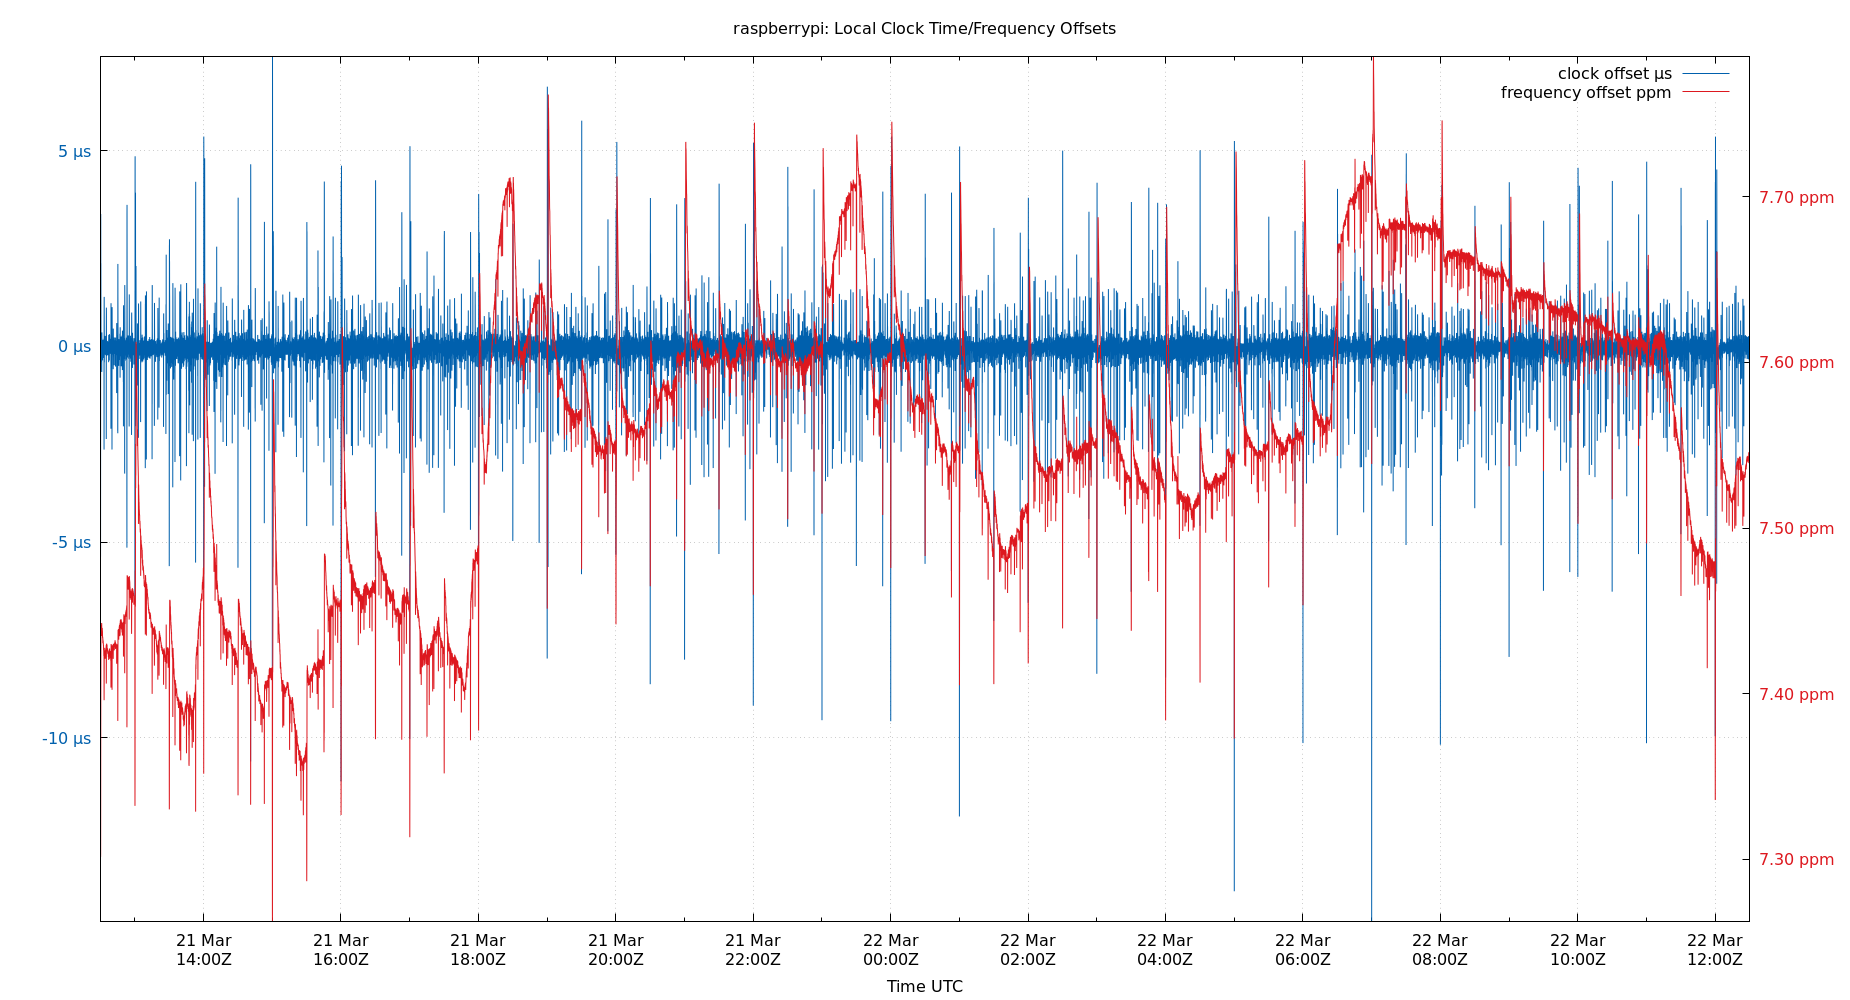 raspberrypi: Local Clock Time/Frequency Offsets
clock offset µs
frequency offset ppm
5 µs
0 µs
-5 µs
-10 µs
7.70 ppm
7.60 ppm
7.50 ppm
7.40 ppm
7.30 ppm
21 Mar 21 Mar 21 Mar 21 Mar 21 Mar 22 Mar 22 Mar 22 Mar 22 Mar 22 Mar 22 Mar 22 Mar
14:00Z 16:00Z 18:00Z 20:00Z 22:00Z 00:00Z 02:00Z 04:00Z 06:00Z 08:00Z 10:00Z 12:00Z
Time UTC